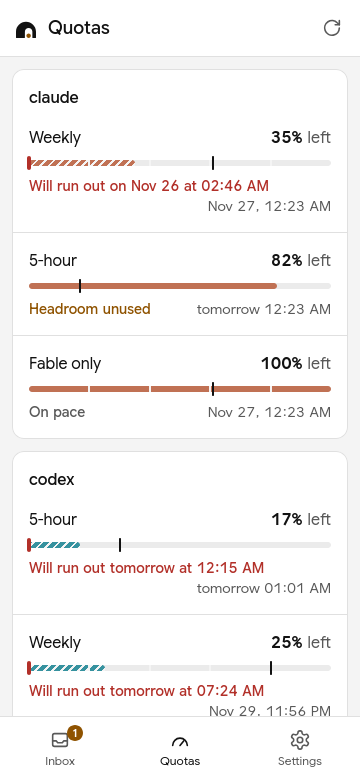 Quotas
claude
Weekly
35% left
Will run out on Nov 26 at 02:46 AM
Nov 27, 12:23 AM
5-hour
82% left
Headroom unused
tomorrow 12:23 AM
Fable only
100% left
On pace
Nov 27, 12:23 AM
codex
5-hour
17% left
Will run out tomorrow at 12:15 AM
tomorrow 01:01 AM
Weekly
25% left
Will run out tomorrow at 07:24 AM
Nov 29, 11:56 PM
1
Inbox
Quotas
Settings